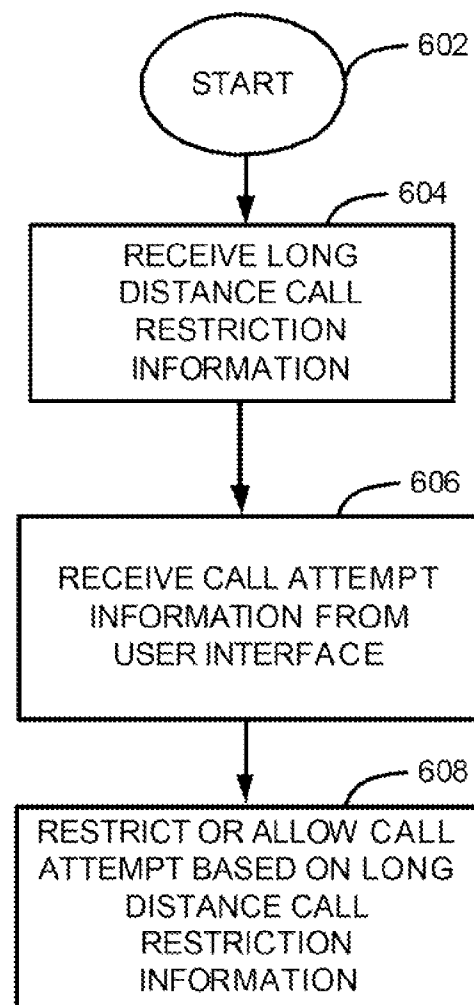 602
START
604
RECEIVE LONG
DISTANCE CALL
RESTRICTION
INFORMATION
606
RECEIVE CALL ATTEMPT
INFORMATION FROM
USER INTERFACE
608
RESTRICT OR ALLOW CALL
ATTEMPT BASED ON LONG
DISTANCE CALL
RESTRICTION
INFORMATION